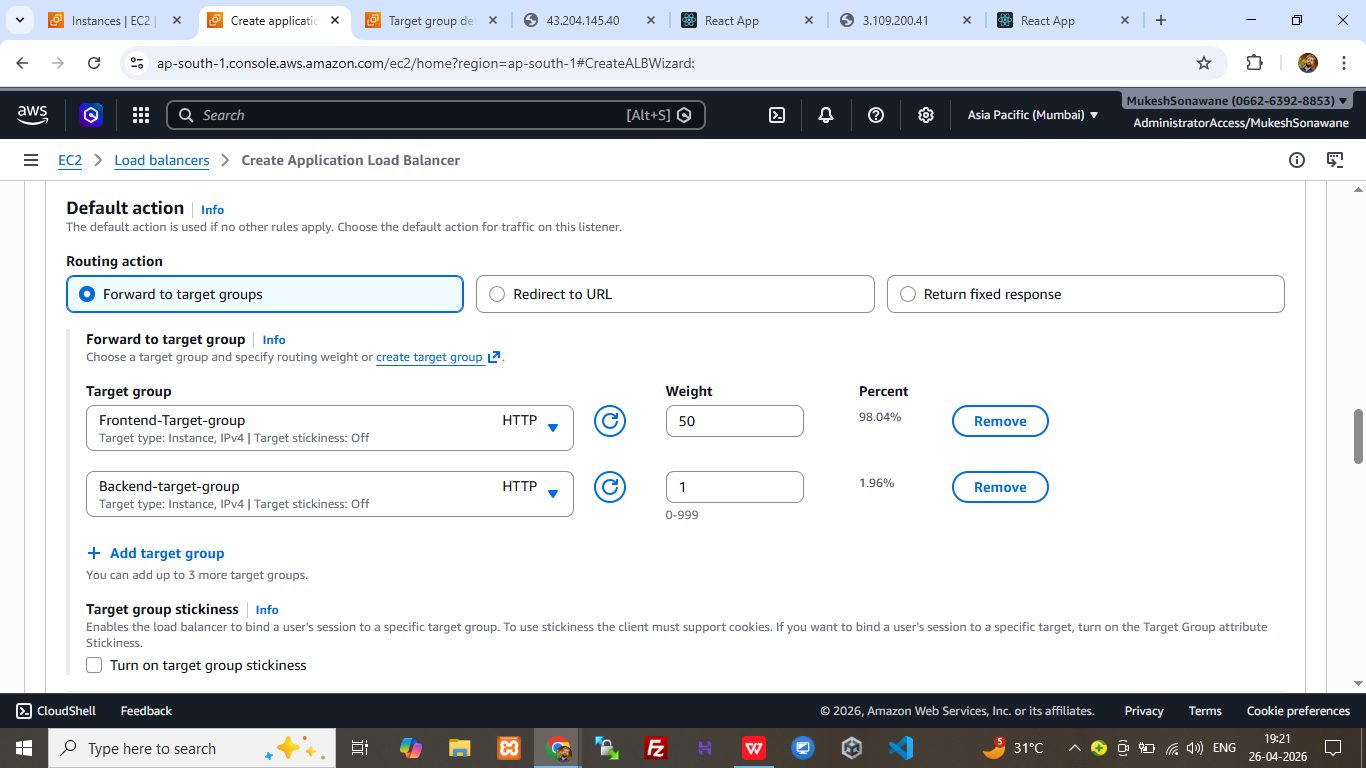 Instances | EC2 |
Create applicatio
Target group det
43.204.145.40
React App
3.109.200.41
React App
ap-south-1.console.aws.amazon.com/ec2/home?region=ap-south-1#CreateALBWizard:
aws
Search
[Alt+S]
Asia Pacific (Mumbai)
MukeshSonawane (0662-6392-8853)
AdministratorAccess/MukeshSonawane
EC2
Load balancers
Create Application Load Balancer
Default action
Info
The default action is used if no other rules apply. Choose the default action for traffic on this listener.
Routing action
Forward to target groups
Redirect to URL
Return fixed response
Forward to target group
Info
Choose a target group and specify routing weight or create target group .
Target group
Weight
Percent
Frontend-Target-group
HTTP
Target type: Instance, IPv4 | Target stickiness: Off
50
98.04%
Remove
Backend-target-group
HTTP
Target type: Instance, IPv4 | Target stickiness: Off
1
1.96%
Remove
0-999
Add target group
You can add up to 3 more target groups.
Target group stickiness
Info
Enables the load balancer to bind a user's session to a specific target group. To use stickiness the client must support cookies. If you want to bind a user's session to a specific target, turn on the Target Group attribute
Stickiness.
Turn on target group stickiness
CloudShell
Feedback
© 2026, Amazon Web Services, Inc. or its affiliates.
Privacy
Terms
Cookie preferences
Type here to search
5
31°C
ENG
19:21
26-04-2026